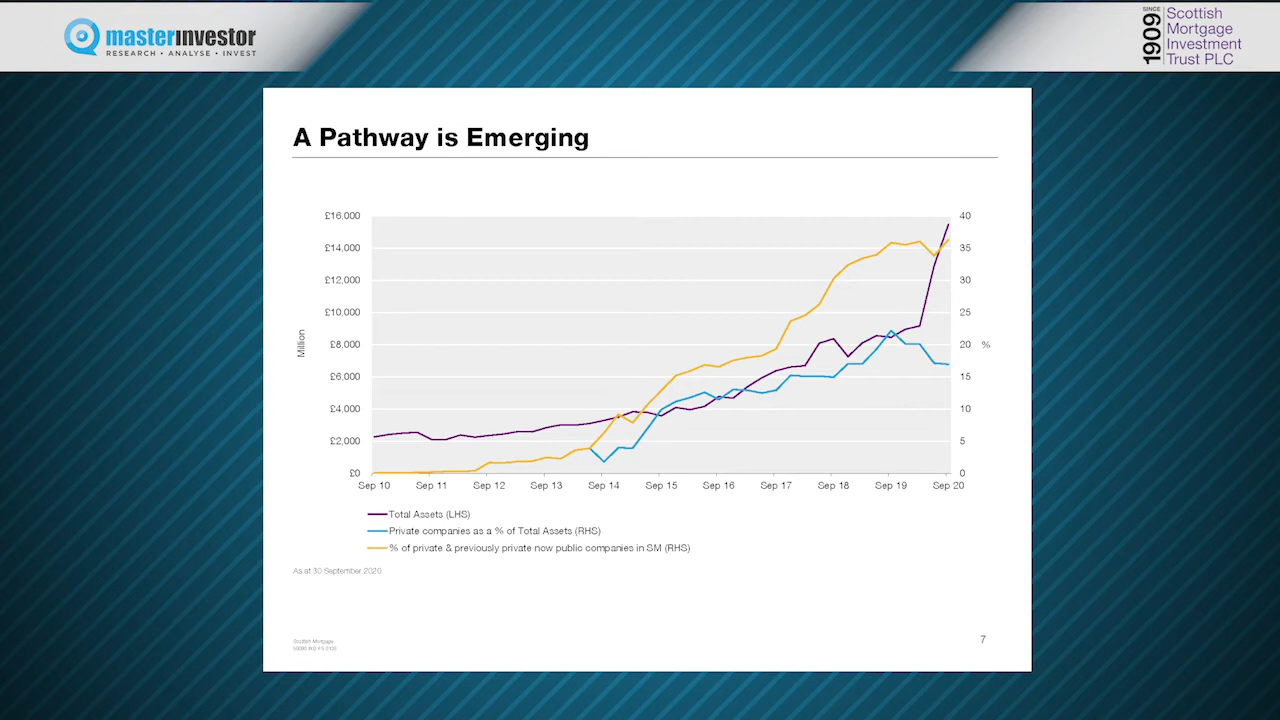 masterinvestor
RESEARCH • ANALYSE • INVEST
SINCE
1909
Scottish
Mortgage
Investment
Trust PLC
A Pathway is Emerging
£16,000
£14,000
£12,000
£10,000
£8,000
£6,000
£4,000
£2,000
£0
Million
40
35
30
25
20
15
10
5
0
%
Sep 10 Sep 11 Sep 12 Sep 13 Sep 14 Sep 15 Sep 16 Sep 17 Sep 18 Sep 19 Sep 20
Total Assets (LHS)
Private companies as a % of Total Assets (RHS)
% of private & previously private now public companies in SM (RHS)
As at 30 September 2020.
Scottish Mortgage
7